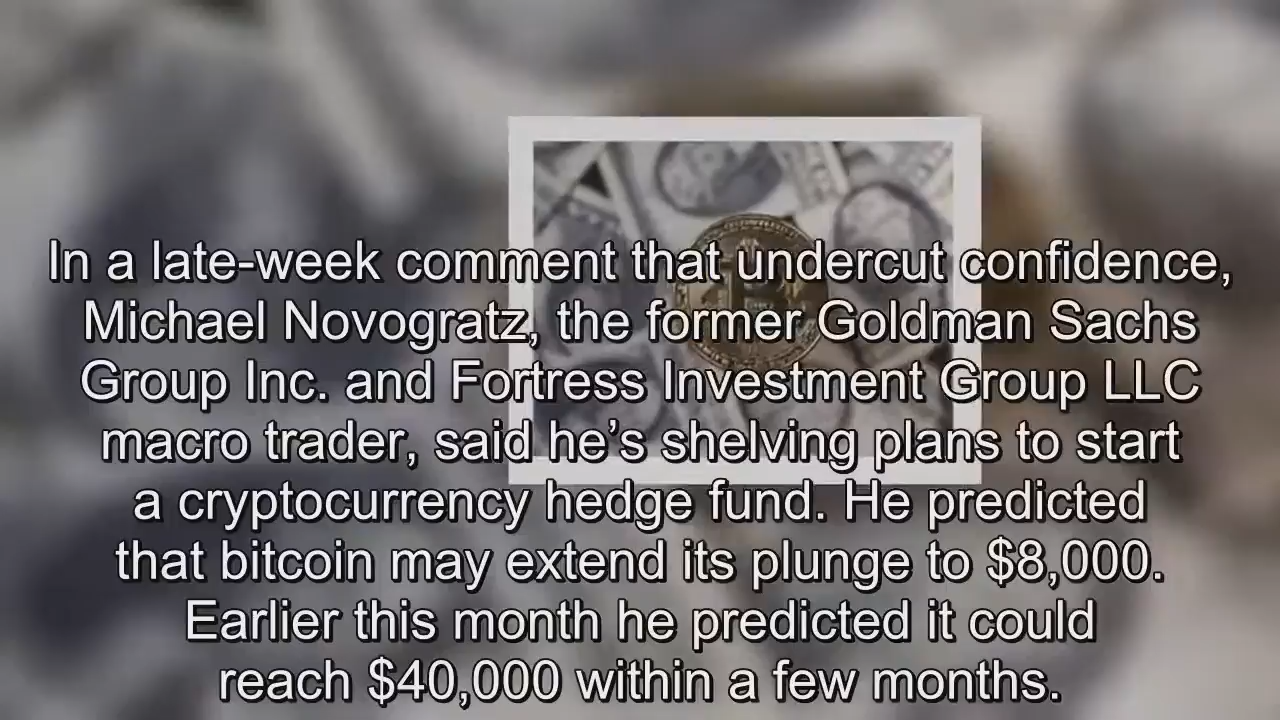 In a late-week comment that undercut confidence,
Michael Novogratz, the former Goldman Sachs
Group Inc. and Fortress Investment Group LLC
macro trader, said he’s shelving plans to start
a cryptocurrency hedge fund. He predicted
that bitcoin may extend its plunge to $8,000.
Earlier this month he predicted it could
reach $40,000 within a few months.